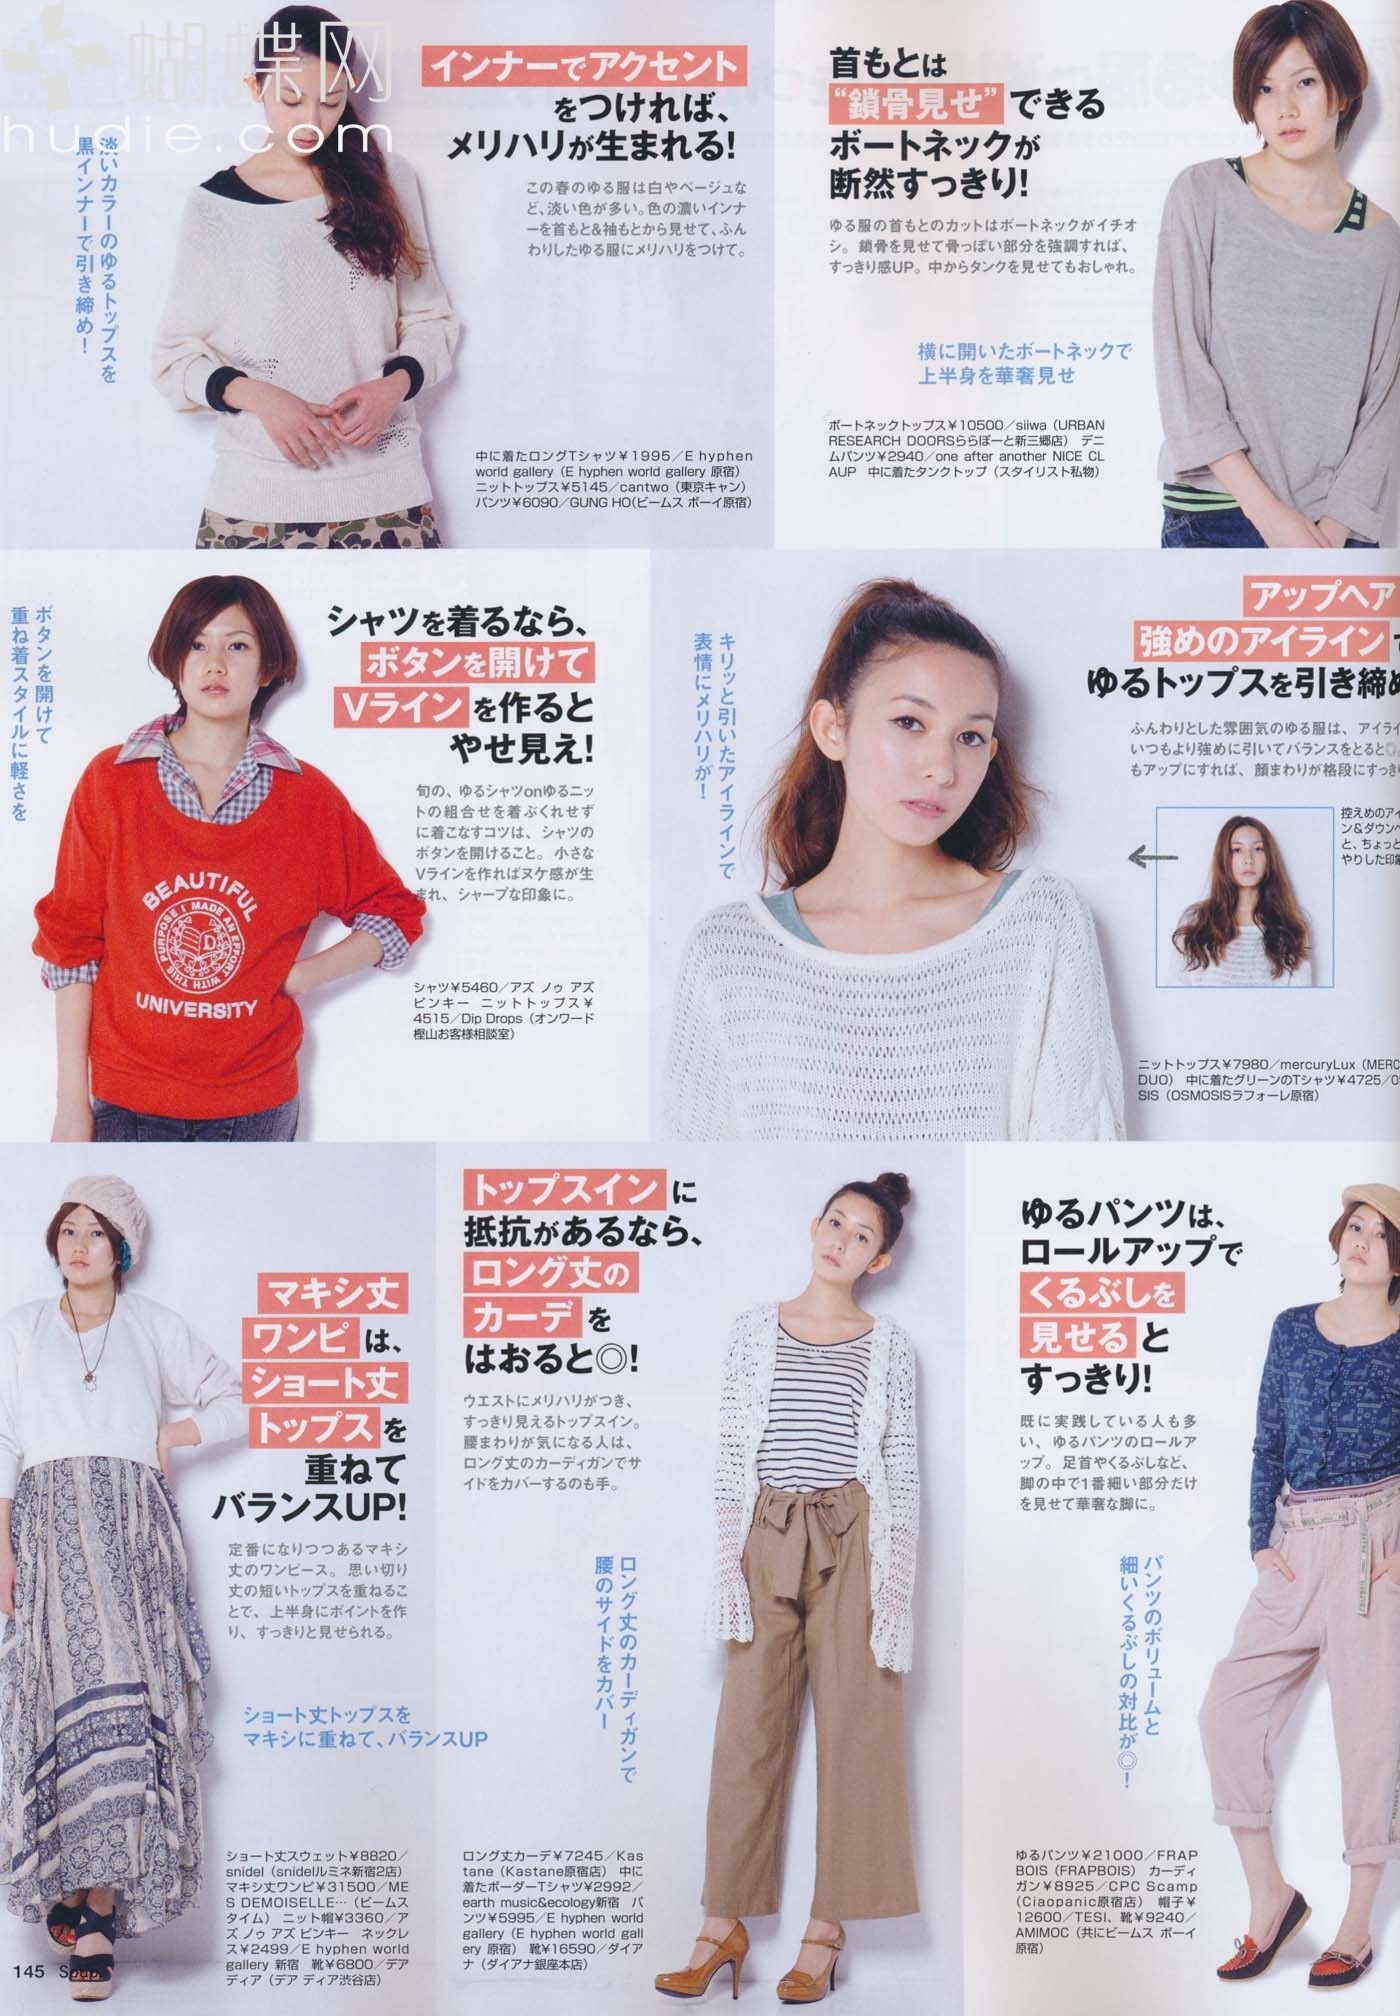 蝴蝶网
hudie.com
インナーでアクセント
をつければ、
メリハリが生まれる!
この春のゆる服は白やベージュな
ど、淡い色が多い。色の濃いインナ
ーを首もと&袖もとから見せて、ふん
わりしたゆる服にメリハリをつけて。
淡いカラーのゆるトップスを
黒インナーで引き締め!
中に着たロングTシャツ¥1995/E hyphen
world gallery(E hyphen world gallery 原宿)
ニットトップス¥5145/cantwo(東京キャン)
パンツ¥6090/GUNG HO(ビームス ボーイ原宿)
首もとは
“鎖骨見せ”できる
ボートネックが
断然すっきり!
ゆる服の首もとのカットはボートネックがイチオ
シ。鎖骨を見せて骨っぽい部分を強調すれば、
すっきり感UP。中からタンクを見せてもおしゃれ。
横に開いたボートネックで
上半身を華奢見せ
ボートネックトップス¥10500/siiwa(URBAN
RESEARCH DOORSららぽーと新三郷店) デニ
ムパンツ¥2940/one after another NICE CL
AUP 中に着たタンクトップ(スタイリスト私物)
ボタンを開けて
重ね着スタイルに軽さを
シャツを着るなら、
ボタンを開けて
Vラインを作ると
やせ見え!
旬の、ゆるシャツonゆるニッ
トの組合せを着ぶくれせず
に着こなすコツは、シャツの
ボタンを開けること。小さな
Vラインを作ればヌケ感が生
まれ、シャープな印象に。
BEAUTIFUL
THIS PURPOSE I MADE AN EFFORT WITH
D
UNIVERSITY
シャツ¥5460/アズ ノゥ アズ
ピンキー ニットトップス¥
4515/Dip Drops(オンワード
樫山お客様相談室)
キリッと引いたアイラインで
表情にメリハリが!
アップヘア
強めのアイライン
ゆるトップスを引き締め
ふんわりとした雰囲気のゆる服は、アイライ
いつもより強めに引いてバランスをとると◎。
もアップにすれば、顔まわりが格段にすっき
控えめのアイ
ン&ダウンヘ
と、ちょっと
やりした印象
ニットトップス¥7980/mercuryLux(MERC
DUO) 中に着たグリーンのTシャツ¥4725/
SIS(OSMOSISラフォーレ原宿)
マキシ丈
ワンピは、
ショート丈
トップスを
重ねて
バランスUP!
定番になりつつあるマキシ
丈のワンピース。思い切り
丈の短いトップスを重ねるこ
とで、上半身にポイントを作
り、すっきりと見せられる。
ショート丈トップスを
マキシに重ねて、バランスUP
ショート丈スウェット¥8820/
snidel(snidelルミネ新宿2店)
マキシ丈ワンピ¥31500/ME
S DEMOISELLE…(ビームス
タイム) ニット帽¥3360/ア
ズ ノゥ アズ ピンキー ネックレ
ス¥2499/E hyphen world
gallery 新宿 靴¥6800/デア
ディア(デア ディア渋谷店)
トップスインに
抵抗があるなら、
ロング丈の
カーデを
はおると◎!
ウエストにメリハリがつき、
すっきり見えるトップスイン。
腰まわりが気になる人は、
ロング丈のカーディガンでサ
イドをカバーするのも手。
ロング丈のカーディガンで
腰のサイドをカバー
ロング丈カーデ¥7245/Kas
tane(Kastane原宿店) 中に
着たボーダーTシャツ¥2992/
earth music&ecology新宿 パ
ンツ¥5995/E hyphen world
gallery(E hyphen world gall
ery 原宿) 靴¥16590/ダイア
ナ(ダイアナ銀座本店)
ゆるパンツは、
ロールアップで
くるぶしを
見せると
すっきり!
既に実践している人も多
い、ゆるパンツのロールア
ップ。足首やくるぶしなど、
脚の中で1番細い部分だけ
を見せて華奢な脚に。
パンツのボリュームと
細いくるぶしの対比が◎!
ゆるパンツ¥21000/FRAP
BOIS(FRAPBOIS) カーディ
ガン¥8925/CPC Scamp
(Ciaopanic原宿店) 帽子¥
12600/TESI、靴¥9240/
AMIMOC(共にビームス ボーイ
原宿)
145 Soup.